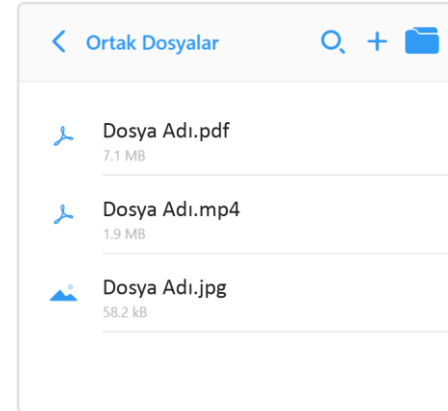 Ortak Dosyalar
Dosya Adı.pdf
7.1 MB
Dosya Adı.mp4
1.9 MB
Dosya Adı.jpg
58.2 kB